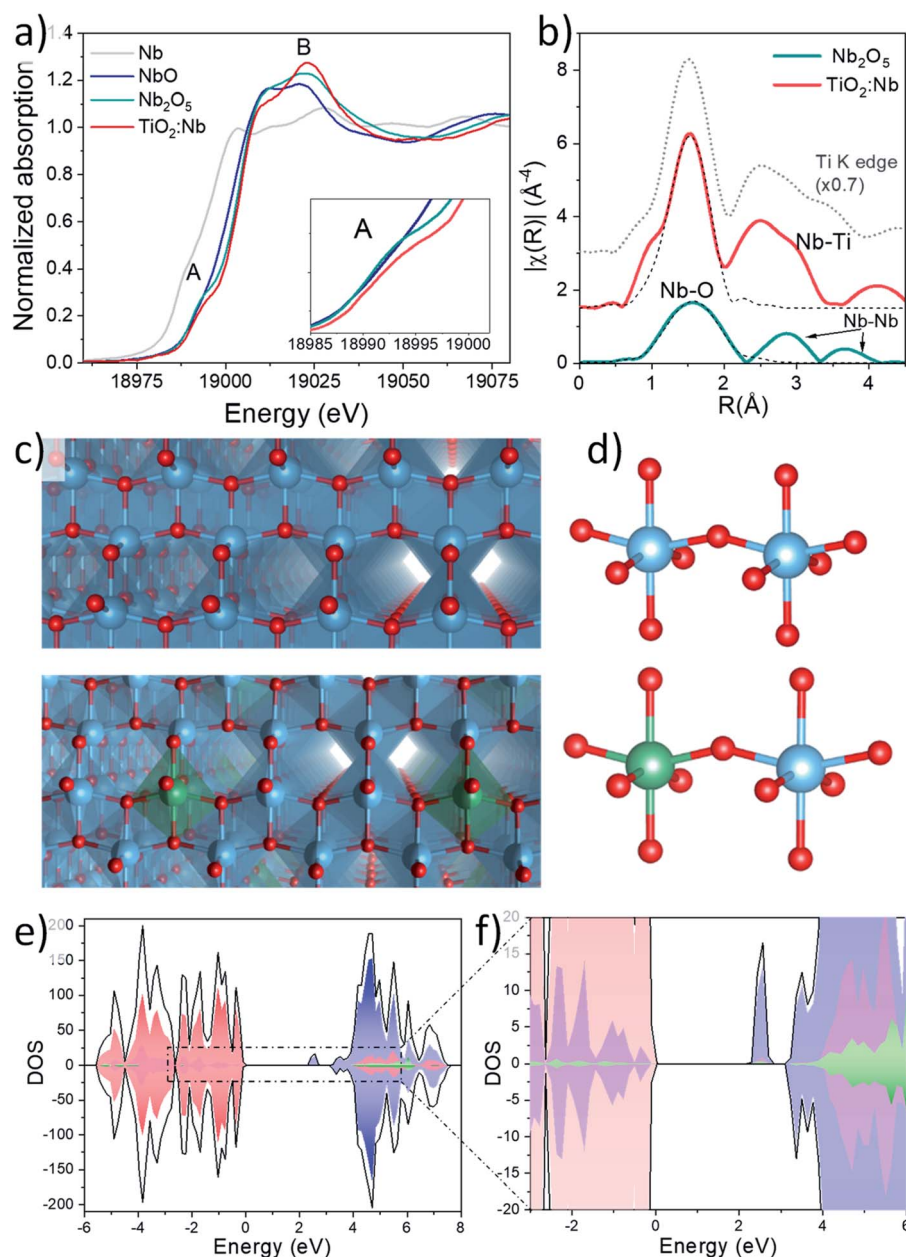 a)
Nb
NbO
Nb₂O₅
TiO₂:Nb
A
B
A
18985 18990 18995 19000
1.4
1.2
1.0
0.8
0.6
0.4
0.2
0.0
Normalized absorption
18975 19000 19025 19050 19080
Energy (eV)
b)
Nb₂O₅
TiO₂:Nb
Ti K edge
(x0.7)
Nb-Ti
Nb-O
Nb-Nb
8
6
4
2
0
|χ(R)| (Å⁻⁴)
0 1 2 3 4
R(Å)
c)
d)
e)
200
150
100
50
0
-50
-100
-150
-200
DOS
-6 -4 -2 0 2 4 6 8
Energy (eV)
f)
20
15
10
5
0
-5
-10
-15
-20
DOS
-2 0 2 4 6
Energy (eV)